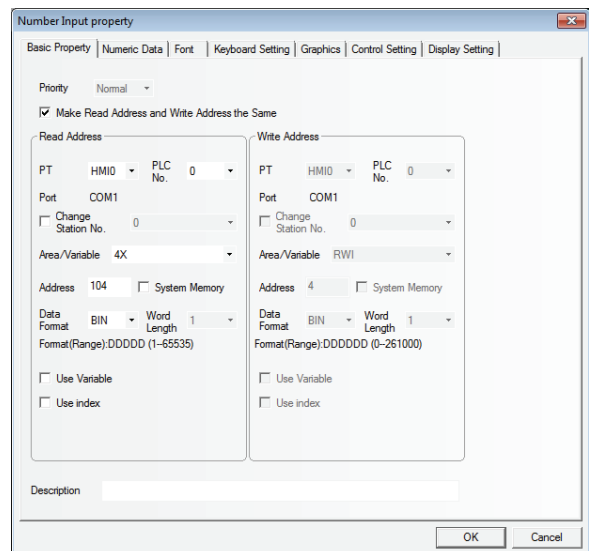 Number Input property
Basic Property Numeric Data Font Keyboard Setting Graphics Control Setting Display Setting
Priority Normal
Make Read Address and Write Address the Same
Read Address
PT HMI0 PLC No. 0
Port COM1
Change Station No. 0
Area/Variable 4X
Address 104 System Memory
Data Format BIN Word Length 1
Format(Range):DDDDD (1--65535)
Use Variable
Use index
Write Address
PT HMI0 PLC No. 0
Port COM1
Change Station No. 0
Area/Variable RWI
Address 4 System Memory
Data Format BIN Word Length 1
Format(Range):DDDDDD (0--261000)
Use Variable
Use index
Description
OK Cancel